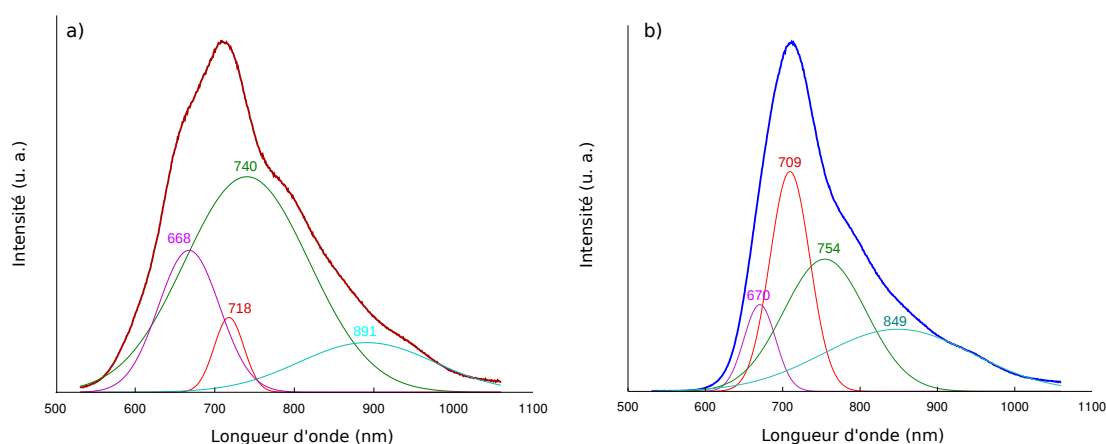 a)
Intensité (u. a.)
740
668
718
891
500 600 700 800 900 1000 1100
Longueur d'onde (nm)
b)
Intensité (u. a.)
709
754
670
849
500 600 700 800 900 1000 1100
Longueur d'onde (nm)